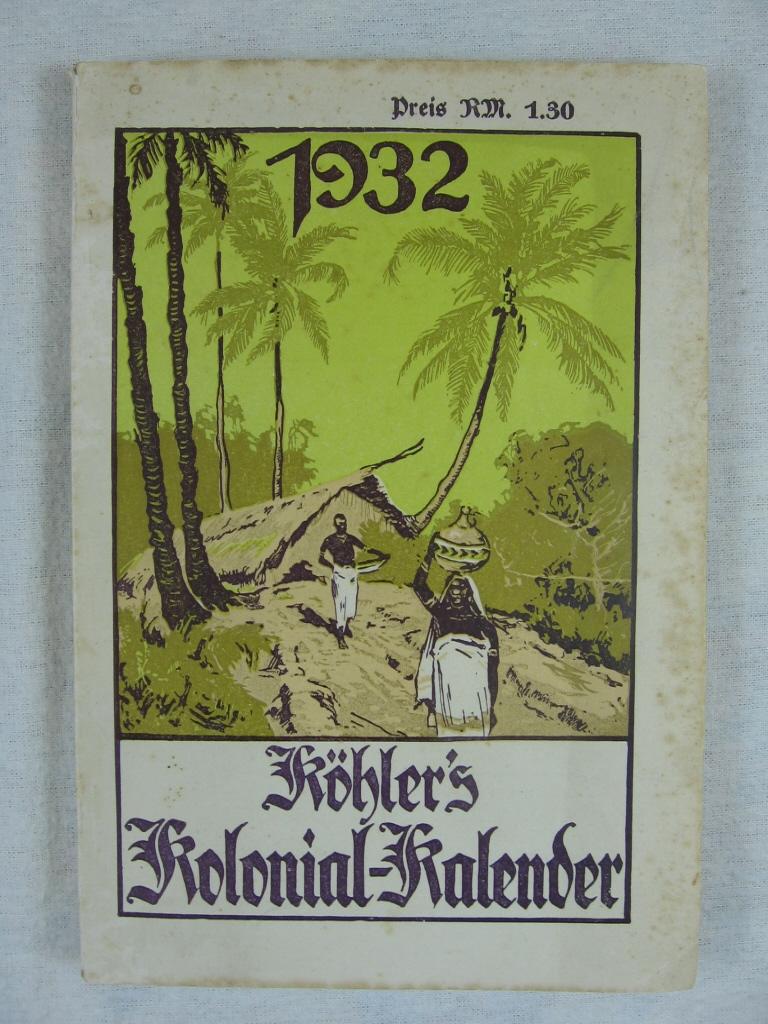 Preis RM. 1.30
1932
Köhler's
Kolonial-Kalender